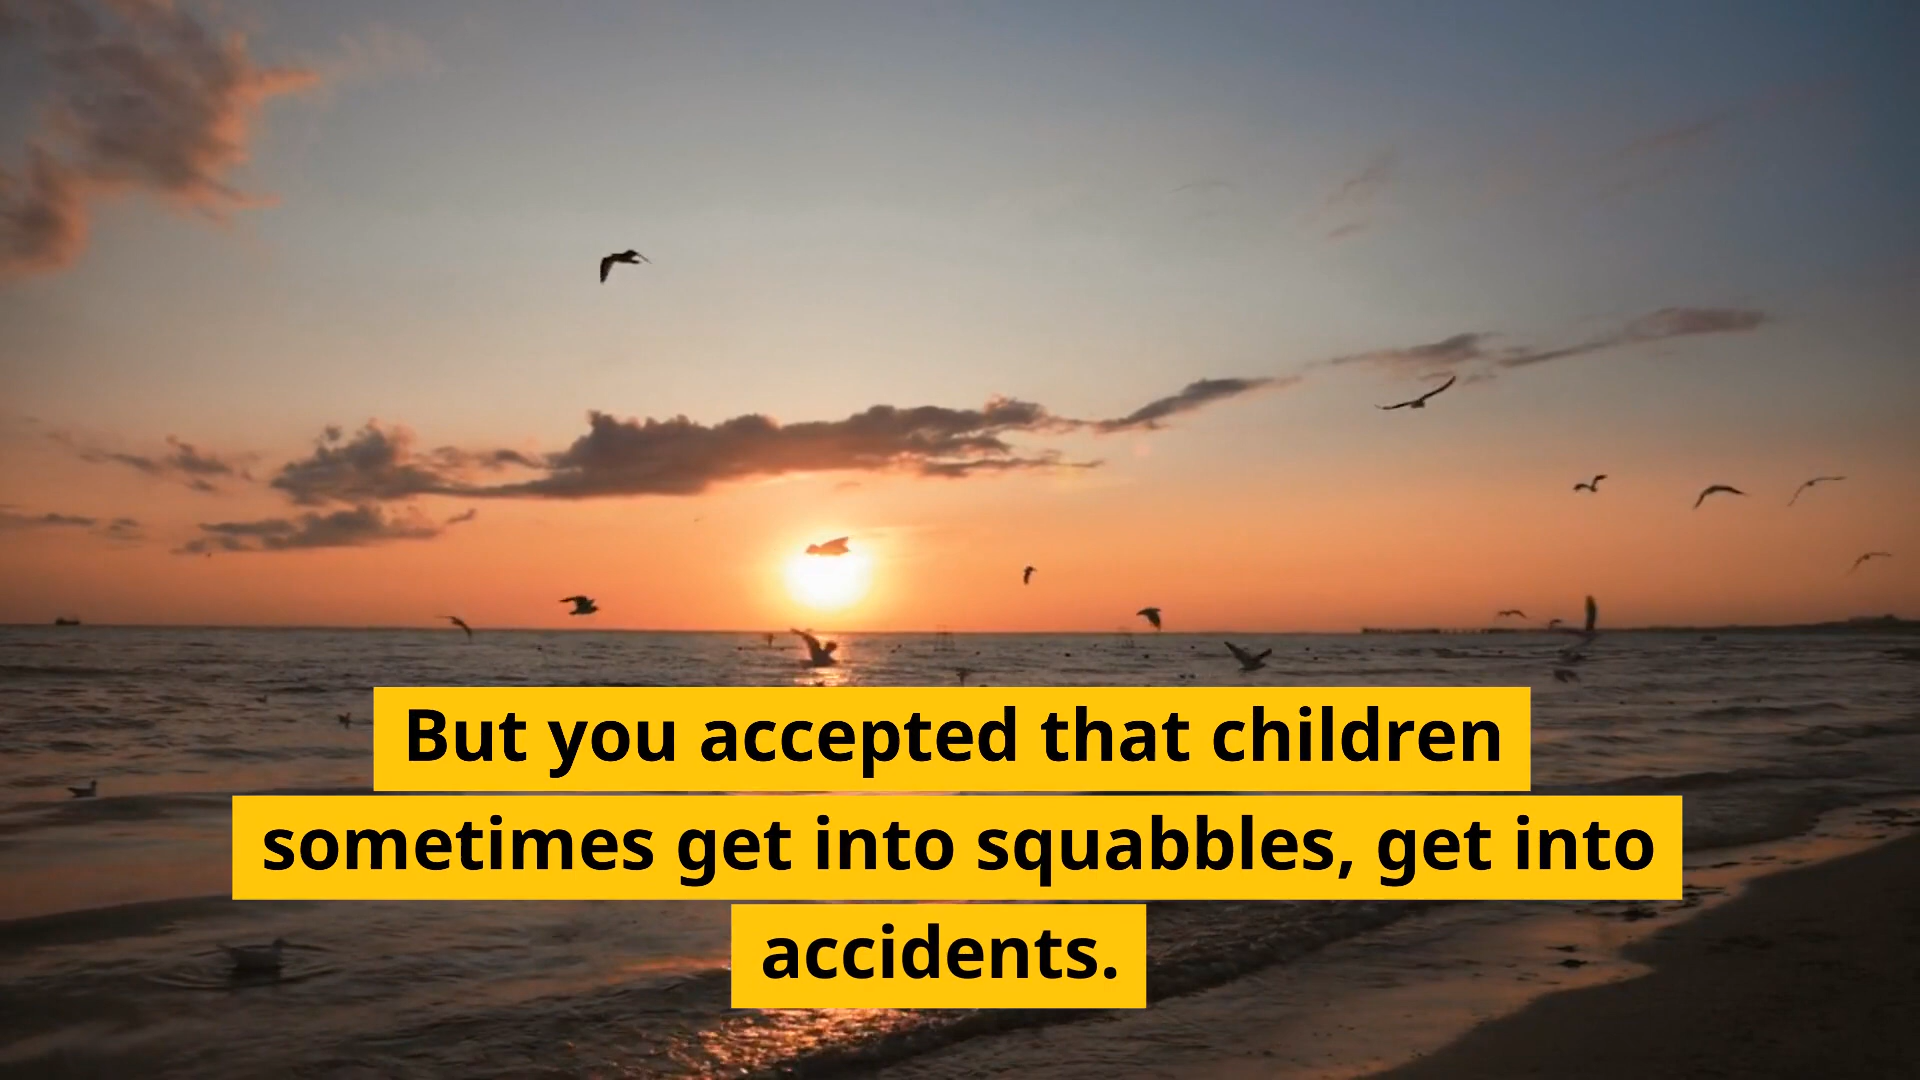 But you accepted that children
sometimes get into squabbles, get into
accidents.